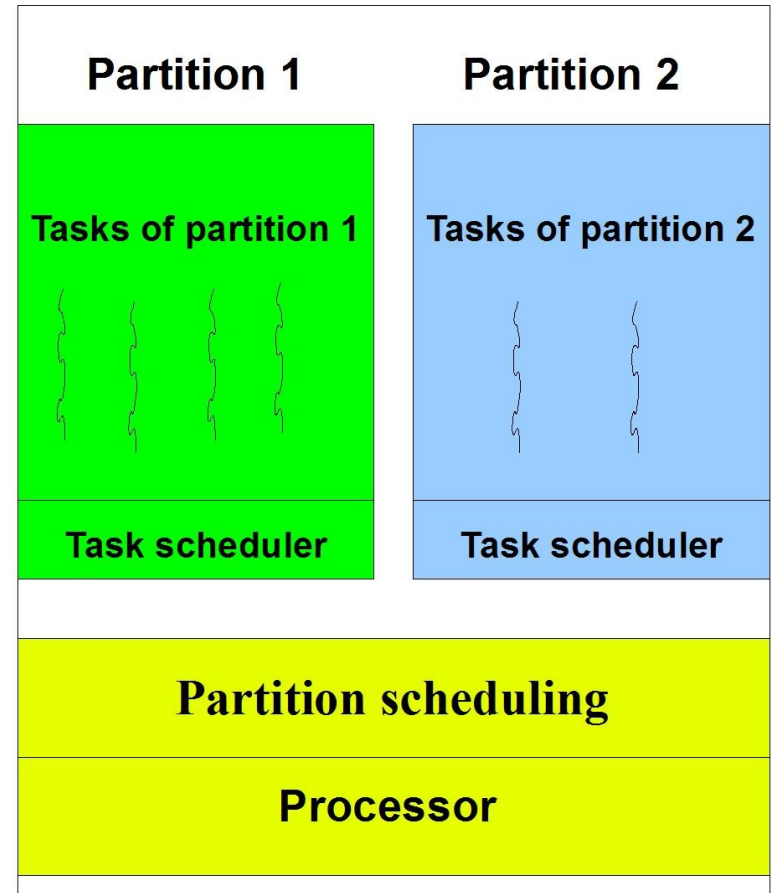 Partition 1
Partition 2
Tasks of partition 1
Tasks of partition 2
Task scheduler
Task scheduler
Partition scheduling
Processor